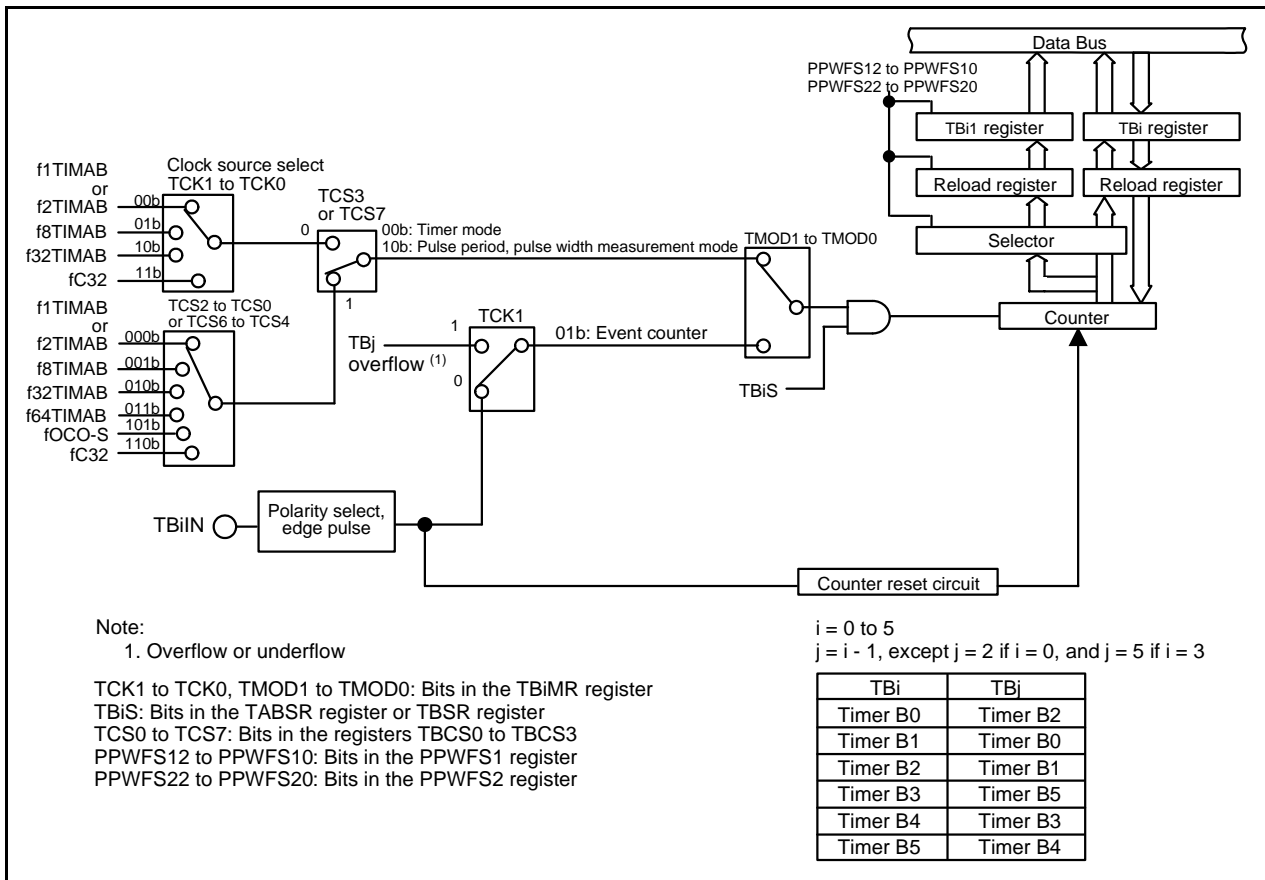 Data Bus
PPWFS12 to PPWFS10
PPWFS22 to PPWFS20
TBi1 register
TBi register
Reload register
Reload register
Selector
Counter
f1TIMAB
or
f2TIMAB
f8TIMAB
f32TIMAB
fC32
Clock source select
TCK1 to TCK0
00b
01b
10b
11b
TCS3
or TCS7
0
1
00b: Timer mode
10b: Pulse period, pulse width measurement mode
TMOD1 to TMOD0
f1TIMAB
or
f2TIMAB
f8TIMAB
f32TIMAB
f64TIMAB
fOCO-S
fC32
TCS2 to TCS0
or TCS6 to TCS4
000b
001b
010b
011b
101b
110b
TCK1
1
TBj
overflow (1)
0
01b: Event counter
TBiS
TBiIN
Polarity select,
edge pulse
Counter reset circuit
Note:
1. Overflow or underflow
TCK1 to TCK0, TMOD1 to TMOD0: Bits in the TBiMR register
TBiS: Bits in the TABSR register or TBSR register
TCS0 to TCS7: Bits in the registers TBCS0 to TBCS3
PPWFS12 to PPWFS10: Bits in the PPWFS1 register
PPWFS22 to PPWFS20: Bits in the PPWFS2 register
i = 0 to 5
j = i - 1, except j = 2 if i = 0, and j = 5 if i = 3
TBi TBj
Timer B0 Timer B2
Timer B1 Timer B0
Timer B2 Timer B1
Timer B3 Timer B5
Timer B4 Timer B3
Timer B5 Timer B4